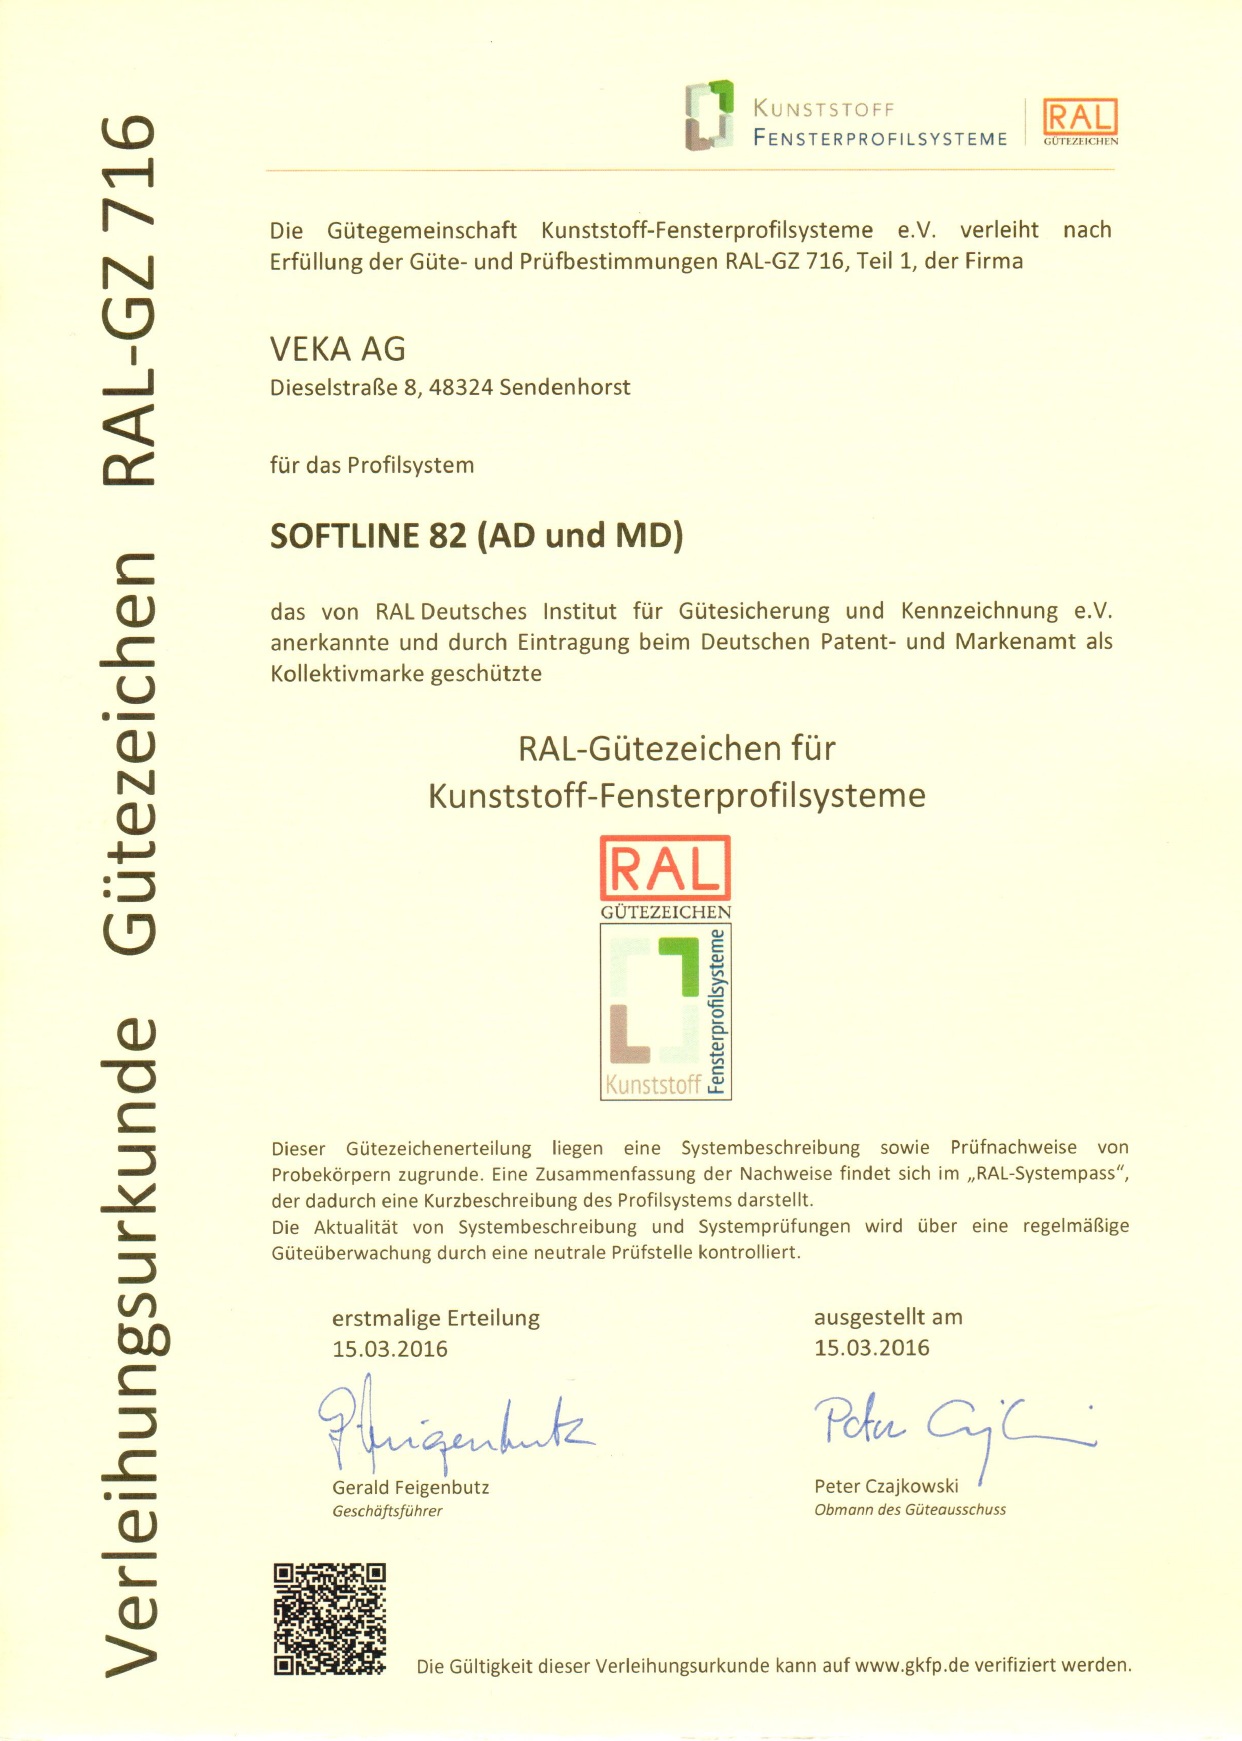 Verleihungsurkunde Gütezeichen RAL-GZ 716
KUNSTSTOFF
FENSTERPROFILSYSTEME
RAL
GÜTEZEICHEN
Die Gütegemeinschaft Kunststoff-Fensterprofilsysteme e.V. verleiht nach
Erfüllung der Güte- und Prüfbestimmungen RAL-GZ 716, Teil 1, der Firma
VEKA AG
Dieselstraße 8, 48324 Sendenhorst
für das Profilsystem
SOFTLINE 82 (AD und MD)
das von RAL Deutsches Institut für Gütesicherung und Kennzeichnung e.V.
anerkannte und durch Eintragung beim Deutschen Patent- und Markenamt als
Kollektivmarke geschützte
RAL-Gütezeichen für
Kunststoff-Fensterprofilsysteme
RAL
GÜTEZEICHEN
Kunststoff
Fensterprofilsysteme
Dieser Gütezeichenerteilung liegen eine Systembeschreibung sowie Prüfnachweise von
Probekörpern zugrunde. Eine Zusammenfassung der Nachweise findet sich im „RAL-Systempass“,
der dadurch eine Kurzbeschreibung des Profilsystems darstellt.
Die Aktualität von Systembeschreibung und Systemprüfungen wird über eine regelmäßige
Güteüberwachung durch eine neutrale Prüfstelle kontrolliert.
erstmalige Erteilung
15.03.2016
Gerald Feigenbutz
Geschäftsführer
ausgestellt am
15.03.2016
Peter Czajkowski
Obmann des Güteausschuss
Die Gültigkeit dieser Verleihungsurkunde kann auf www.gkfp.de verifiziert werden.